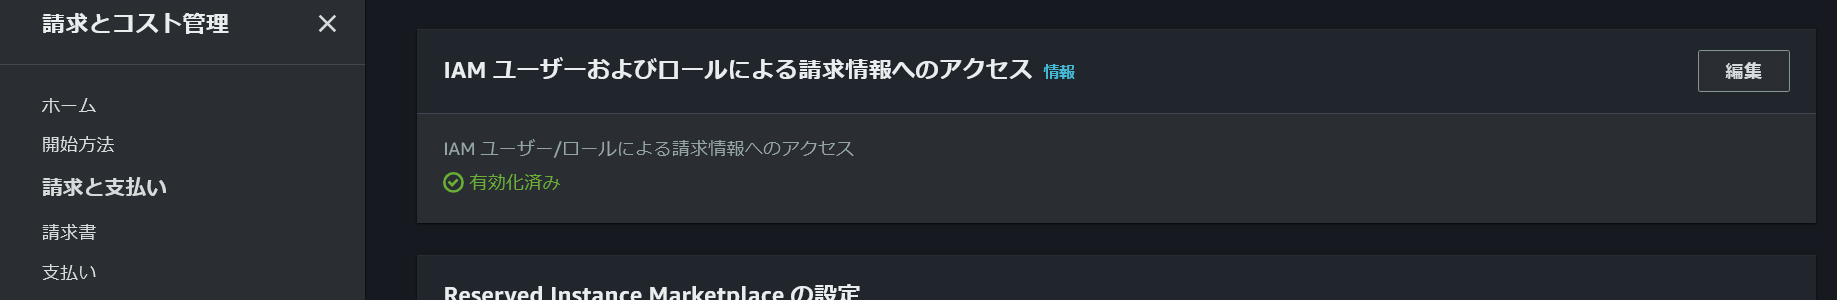 請求とコスト管理
ホーム
開始方法
請求と支払い
請求書
支払い
IAM ユーザーおよびロールによる請求情報へのアクセス 情報
編集
IAM ユーザー/ロールによる請求情報へのアクセス
有効化済み
Reserved Instance Marketplace の設定